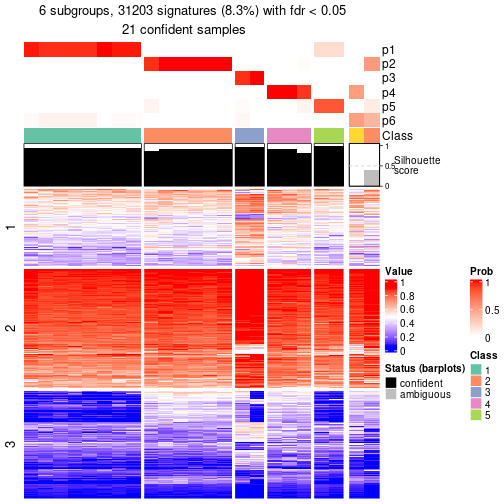 6 subgroups, 31203 signatures (8.3%) with fdr < 0.05
21 confident samples
p1
p2
p3
p4
p5
p6
Class
1
0.5
0
Silhouette
score
1
2
3
Value
1
0.8
0.6
0.4
0.2
0
Status (barplots)
confident
ambiguous
Prob
1
0.5
0
Class
1
2
3
4
5